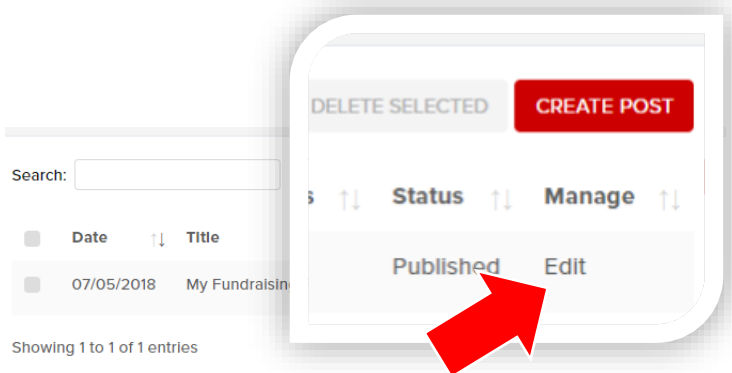 DELETE SELECTED CREATE POST
Search:
Date Title Status Manage
07/05/2018 My Fundraising Published Edit
Showing 1 to 1 of 1 entries